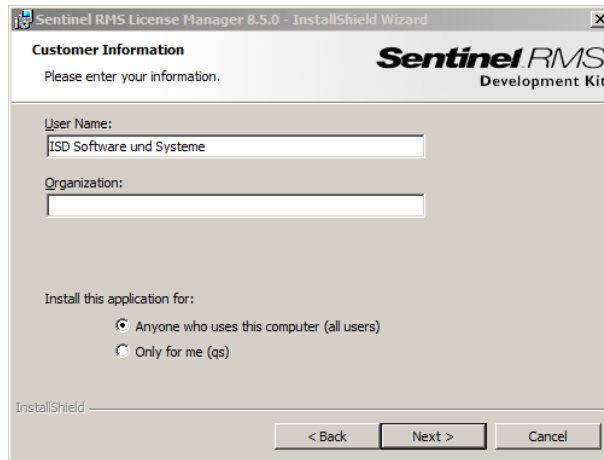 Sentinel RMS License Manager 8.5.0 - InstallShield Wizard
Customer Information
Please enter your information.
Sentinel RMS
Development Kit
User Name:
ISD Software und Systeme
Organization:
Install this application for:
Anyone who uses this computer (all users)
Only for me (qs)
InstallShield
< Back
Next >
Cancel